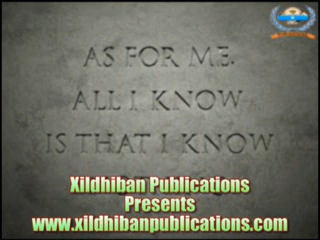 AS FOR ME,
ALL I KNOW
IS THAT I KNOW
Xildhiban Publications
Presents
www.xildhibanpublications.com